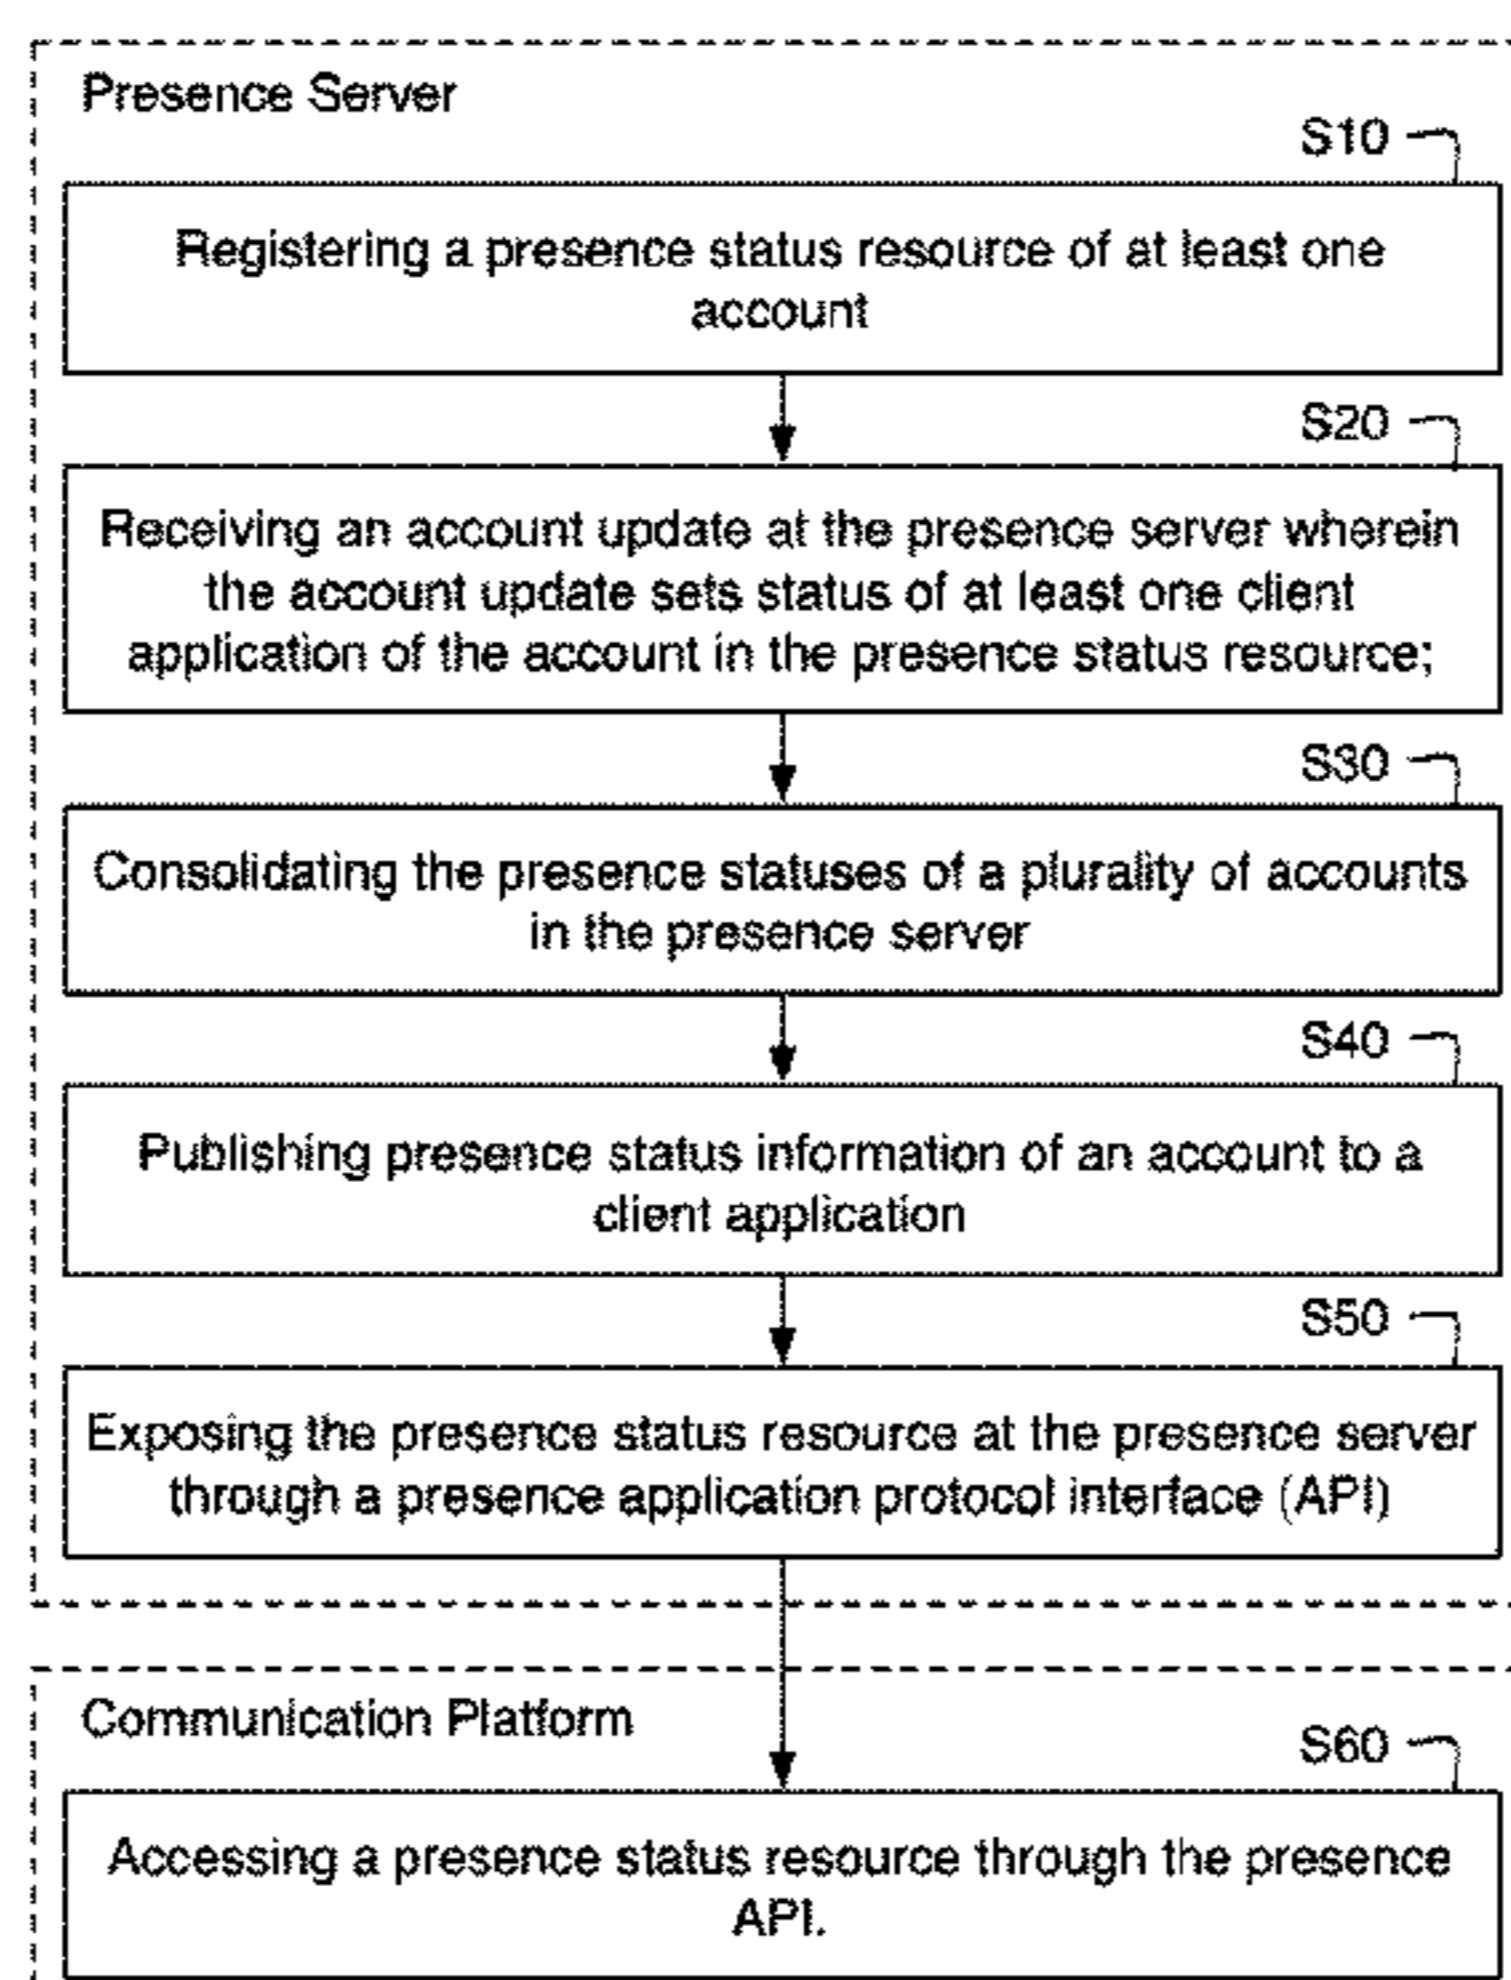 Presence Server
S10
Registering a presence status resource of at least one
account
S20
Receiving an account update at the presence server wherein
the account update sets status of at least one client
application of the account in the presence status resource;
S30
Consolidating the presence statuses of a plurality of accounts
in the presence server
S40
Publishing presence status information of an account to a
client application
S50
Exposing the presence status resource at the presence server
through a presence application protocol interface (API)
Communication Platform
S60
Accessing a presence status resource through the presence
API.